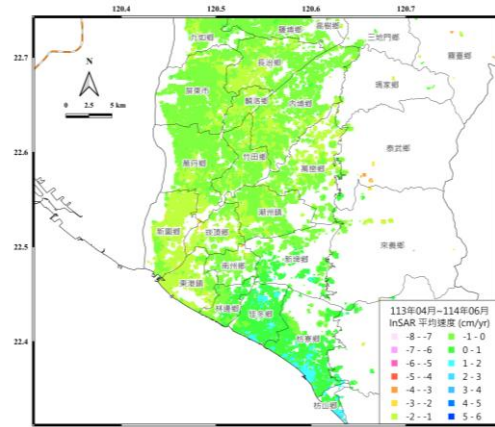 120.4 120.5 120.6 120.7
22.7
22.6
22.5
22.4
N
0 2.5 5 km
九如鄉
鹽埔鄉
高樹鄉
三地門鄉
霧臺鄉
長治鄉
屏東市
麟洛鄉
內埔鄉
瑪家鄉
泰武鄉
萬丹鄉
竹田鄉
萬巒鄉
潮州鎮
新園鄉
崁頂鄉
來義鄉
南州鄉
新埤鄉
東港鎮
林邊鄉
佳冬鄉
枋寮鄉
枋山鄉
113年04月~114年06月
InSAR 平均速度 (cm/yr)
-8 - -7 -1 - 0
-7 - -6 0 - 1
-6 - -5 1 - 2
-5 - -4 2 - 3
-4 - -3 3 - 4
-3 - -2 4 - 5
-2 - -1 5 - 6